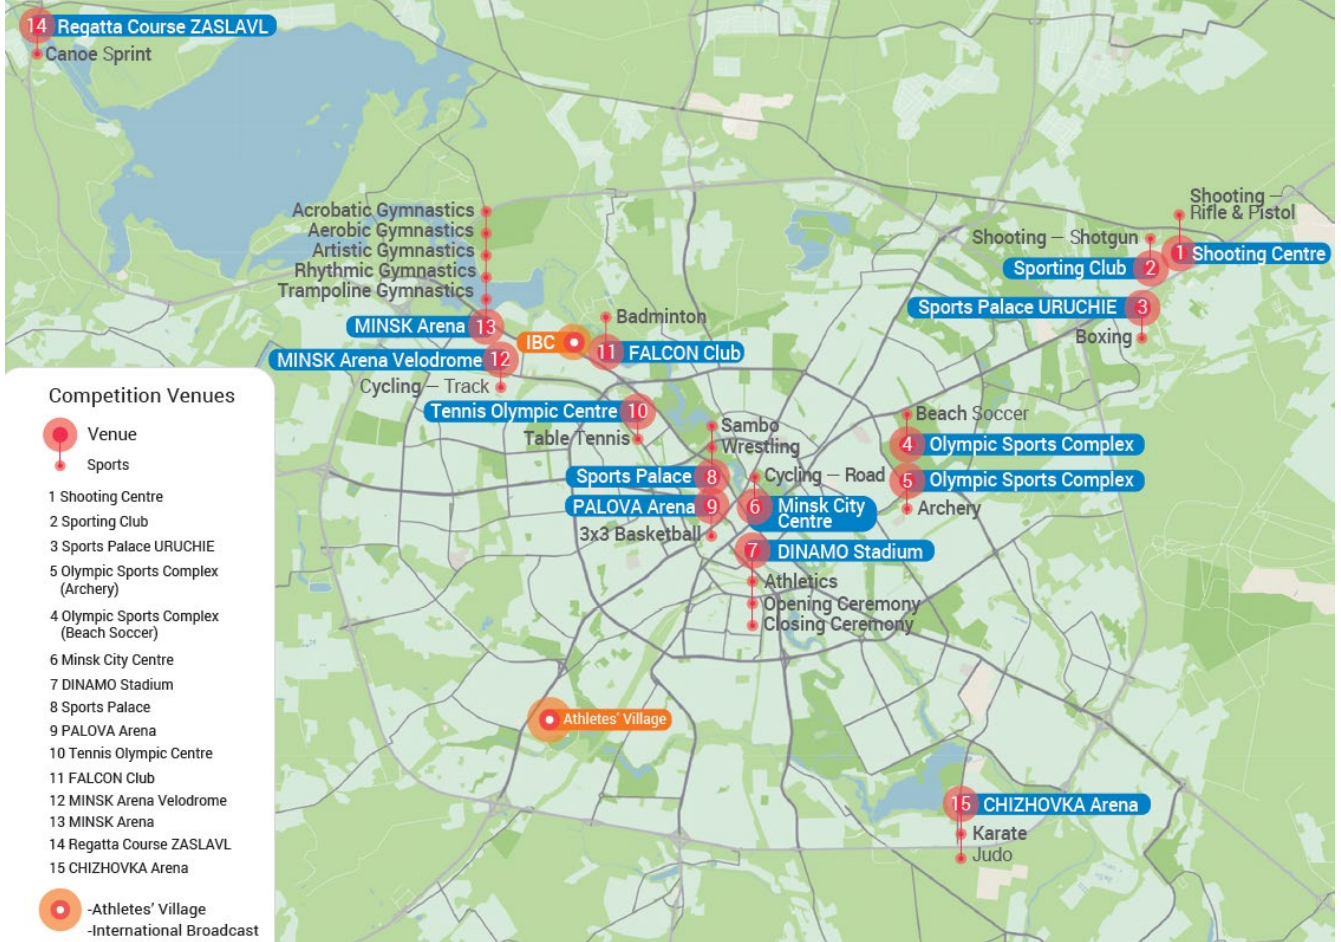 14 Regatta Course ZASLAVL
Canoe Sprint
Acrobatic Gymnastics
Aerobic Gymnastics
Artistic Gymnastics
Rhythmic Gymnastics
Trampoline Gymnastics
MINSK Arena 13
MINSK Arena Velodrome 12
Cycling – Track
IBC
Badminton
11 FALCON Club
Tennis Olympic Centre 10
Table Tennis
Sambo
Wrestling
Sports Palace 8
PALOVA Arena 9
3x3 Basketball
Cycling – Road
6 Minsk City
Centre
7 DINAMO Stadium
Athletics
Opening Ceremony
Closing Ceremony
Shooting –
Rifle & Pistol
Shooting – Shotgun
1 Shooting Centre
Sporting Club 2
Sports Palace URUCHIE 3
Boxing
Beach Soccer
4 Olympic Sports Complex
5 Olympic Sports Complex
Archery
Athletes' Village
15 CHIZHOVKA Arena
Karate
Judo
Competition Venues
Venue
Sports
1 Shooting Centre
2 Sporting Club
3 Sports Palace URUCHIE
5 Olympic Sports Complex
(Archery)
4 Olympic Sports Complex
(Beach Soccer)
6 Minsk City Centre
7 DINAMO Stadium
8 Sports Palace
9 PALOVA Arena
10 Tennis Olympic Centre
11 FALCON Club
12 MINSK Arena Velodrome
13 MINSK Arena
14 Regatta Course ZASLAVL
15 CHIZHOVKA Arena
-Athletes' Village
-International Broadcast